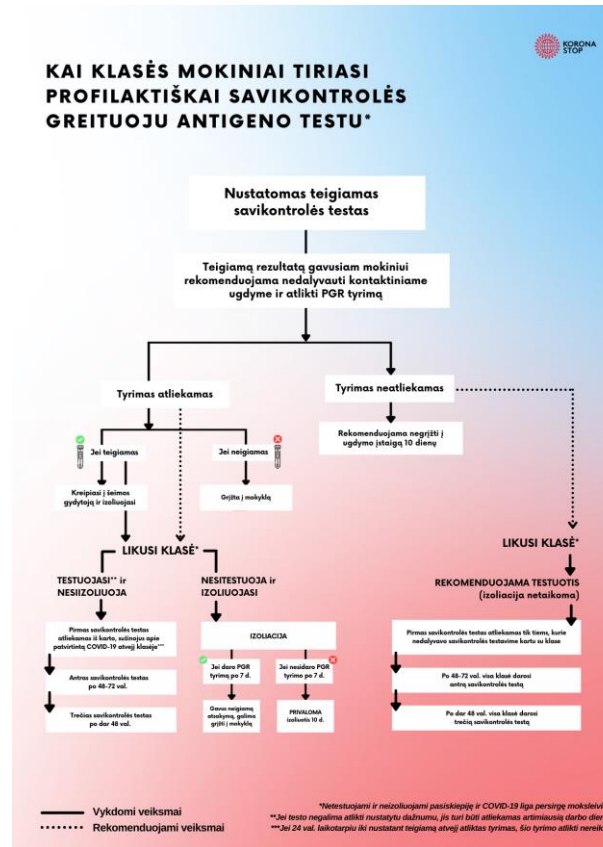 KORONA
STOP
KAI KLASĖS MOKINIAI TIRIASI
PROFILAKTIŠKAI SAVIKONTROLĖS
GREITUOJU ANTIGENO TESTU*
Nustatomas teigiamas
savikontrolės testas
Teigiamą rezultatą gavusiam mokiniui
rekomenduojama nedalyvauti kontaktiniame
ugdyme ir atlikti PGR tyrimą
Tyrimas atliekamas
Tyrimas neatliekamas
Jei teigiamas
Jei neigiamas
Rekomenduojama negrįžti į
ugdymo įstaigą 10 dienų
Kreipiasi į šeimos
gydytoją ir izoliuojasi
Grįžta į mokyklą
LIKUSI KLASĖ*
TESTUOJASI** ir
NESIIZOLIUOJA
NESITESTUOJA ir
IZOLIUOJASI
LIKUSI KLASĖ*
REKOMENDUOJAMA TESTUOTIS
(izoliacija netaikoma)
Pirmas savikontrolės testas
atliekamas iš karto, sužinojus apie
patvirtintą COVID-19 atvejį klasėje***
Antras savikontrolės testas
po 48-72 val.
Trečias savikontrolės testas
po dar 48 val.
IZOLIACIJA
Jei daro PGR
tyrimą po 7 d.
Jei nesidaro PGR
tyrimo po 7 d.
Gavus neigiamą
atsakymą, galima
grįžti į mokyklą
PRIVALOMA
izoliuotis 10 d.
Pirmas savikontrolės testas atliekamas tik tiems, kurie
nedalyvavo savikontrolės testavime kartu su klase
Po 48-72 val. visa klasė darosi
antrą savikontrolės testą
Po dar 48 val. visa klasė darosi
trečią savikontrolės testą
Vykdomi veiksmai
Rekomenduojami veiksmai
*Netestuojami ir neizoliuojami pasiskiepiję ir COVID-19 liga persirgę moksleivi
**Jei testo negalima atlikti nustatytu dažnumu, jis turi būti atliekamas artimiausią darbo dien
***Jei 24 val. laikotarpiu iki nustatant teigiamą atvejį atliktas tyrimas, šio tyrimo atlikti nereik